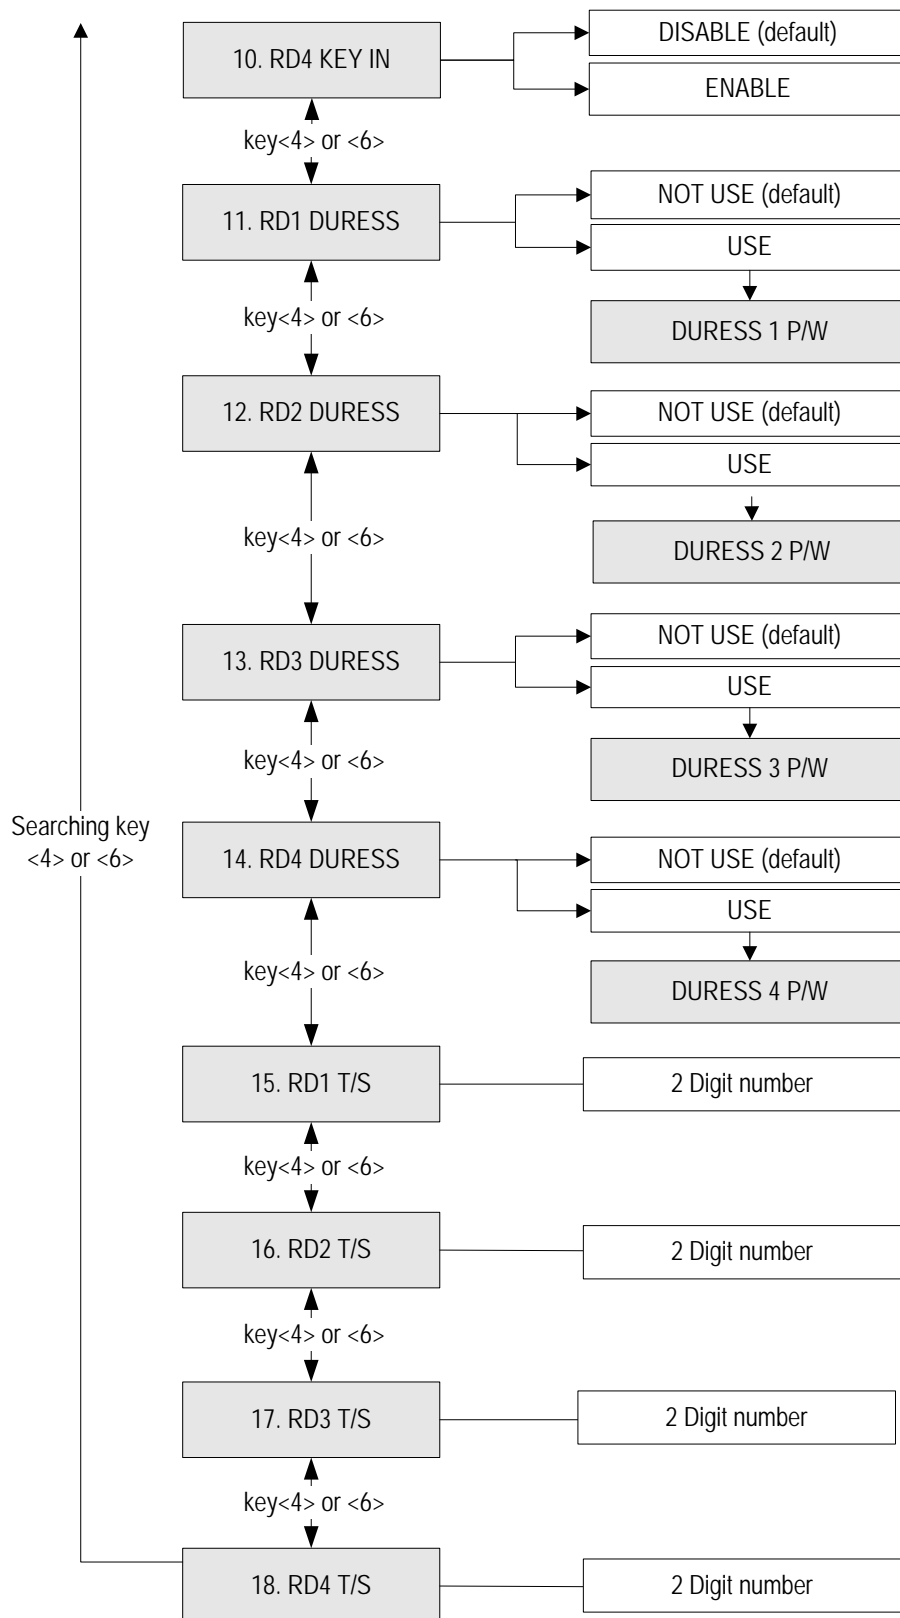 10. RD4 KEY IN
DISABLE (default)
ENABLE
key<4> or <6>
11. RD1 DURESS
NOT USE (default)
USE
DURESS 1 P/W
key<4> or <6>
12. RD2 DURESS
NOT USE (default)
USE
DURESS 2 P/W
key<4> or <6>
13. RD3 DURESS
NOT USE (default)
USE
DURESS 3 P/W
key<4> or <6>
Searching key
<4> or <6>
14. RD4 DURESS
NOT USE (default)
USE
DURESS 4 P/W
key<4> or <6>
15. RD1 T/S
2 Digit number
key<4> or <6>
16. RD2 T/S
2 Digit number
key<4> or <6>
17. RD3 T/S
2 Digit number
key<4> or <6>
18. RD4 T/S
2 Digit number